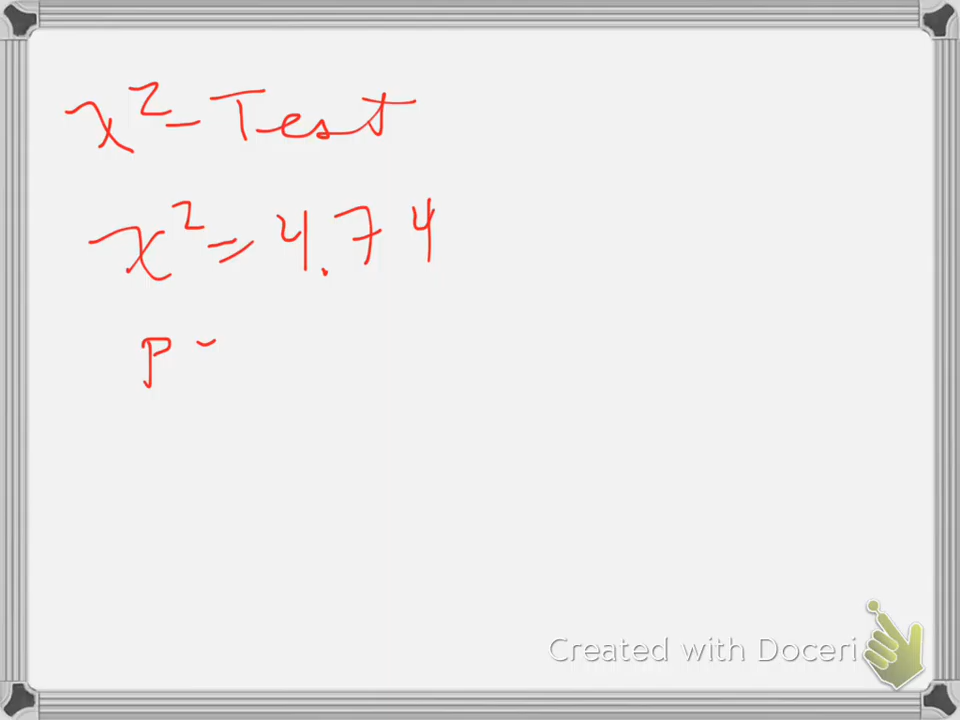 χ²-Test
χ² = 4.74
P -
Created with Doceri